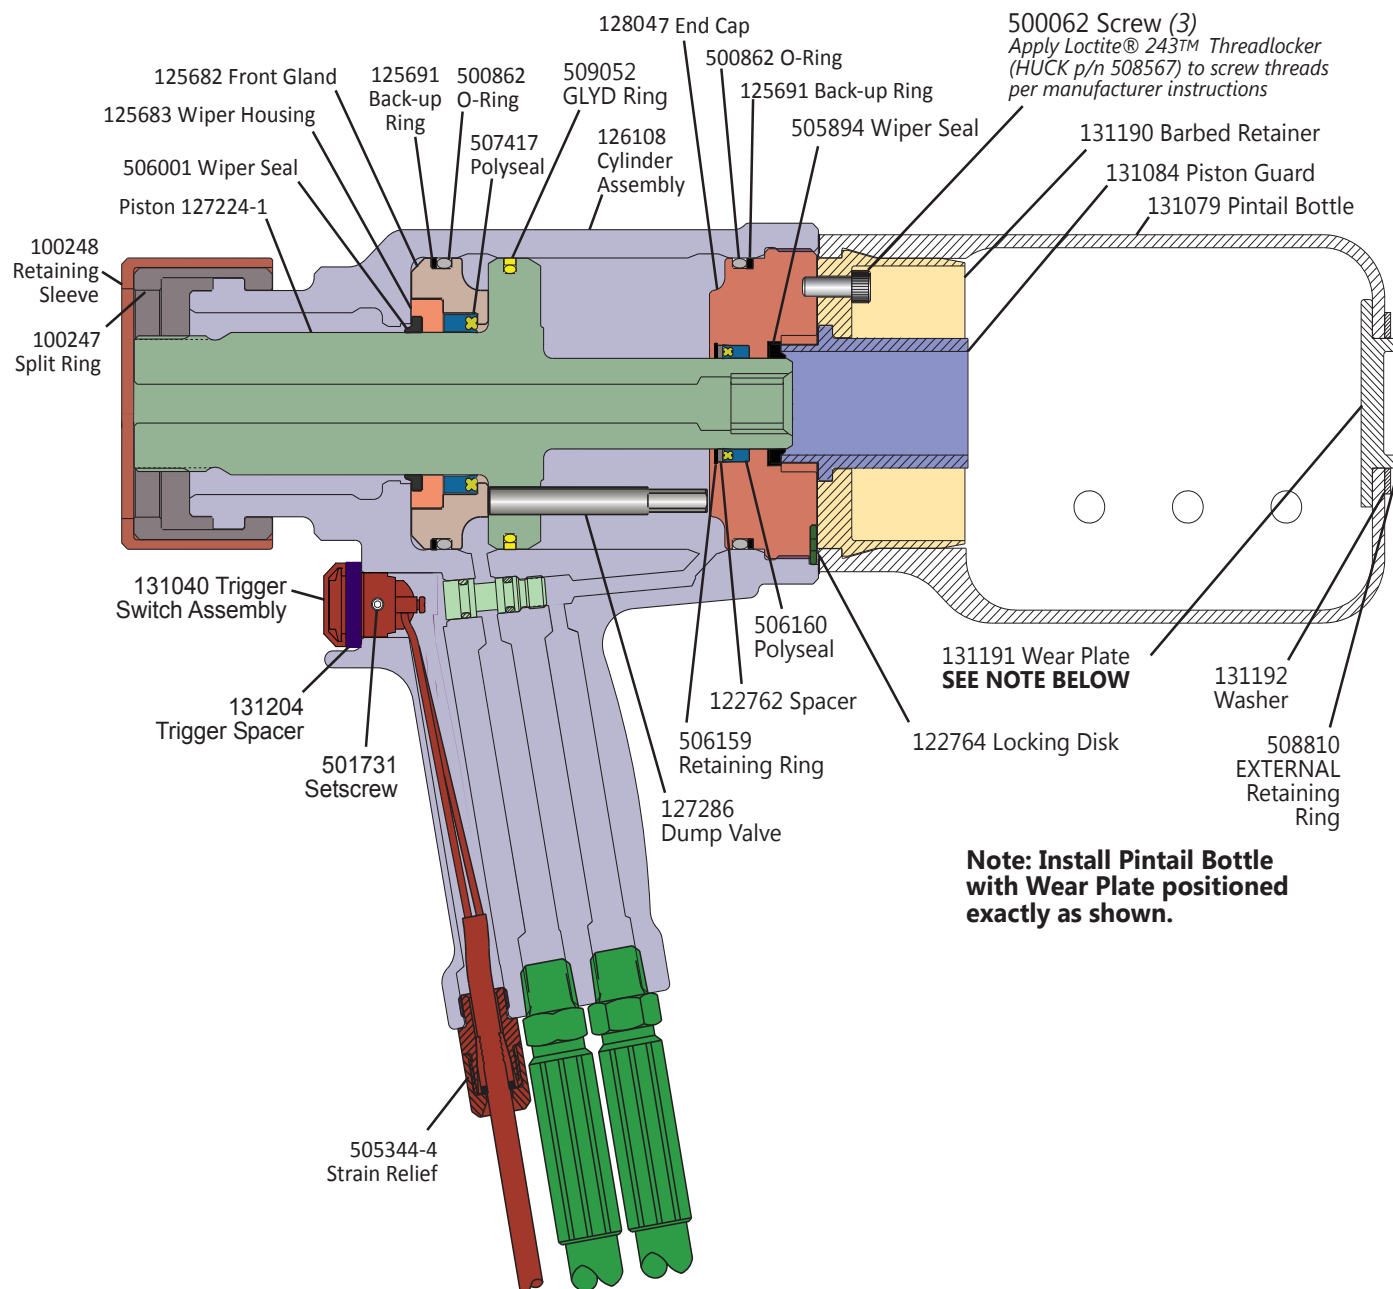 128047 End Cap
500862 O-Ring
125691 Back-up Ring
505894 Wiper Seal
500062 Screw (3)
Apply Loctite® 243™ Threadlocker
(HUCK p/n 508567) to screw threads
per manufacturer instructions
131190 Barbed Retainer
131084 Piston Guard
131079 Pintail Bottle
125682 Front Gland
125683 Wiper Housing
506001 Wiper Seal
Piston 127224-1
125691
Back-up
Ring
500862
O-Ring
507417
Polyseal
509052
GLYD Ring
126108
Cylinder
Assembly
100248
Retaining
Sleeve
100247
Split Ring
131040 Trigger
Switch Assembly
131204
Trigger Spacer
501731
Setscrew
506160
Polyseal
122762 Spacer
506159
Retaining Ring
127286
Dump Valve
131191 Wear Plate
SEE NOTE BELOW
122764 Locking Disk
131192
Washer
508810
EXTERNAL
Retaining
Ring
Note: Install Pintail Bottle
with Wear Plate positioned
exactly as shown.
505344-4
Strain Relief